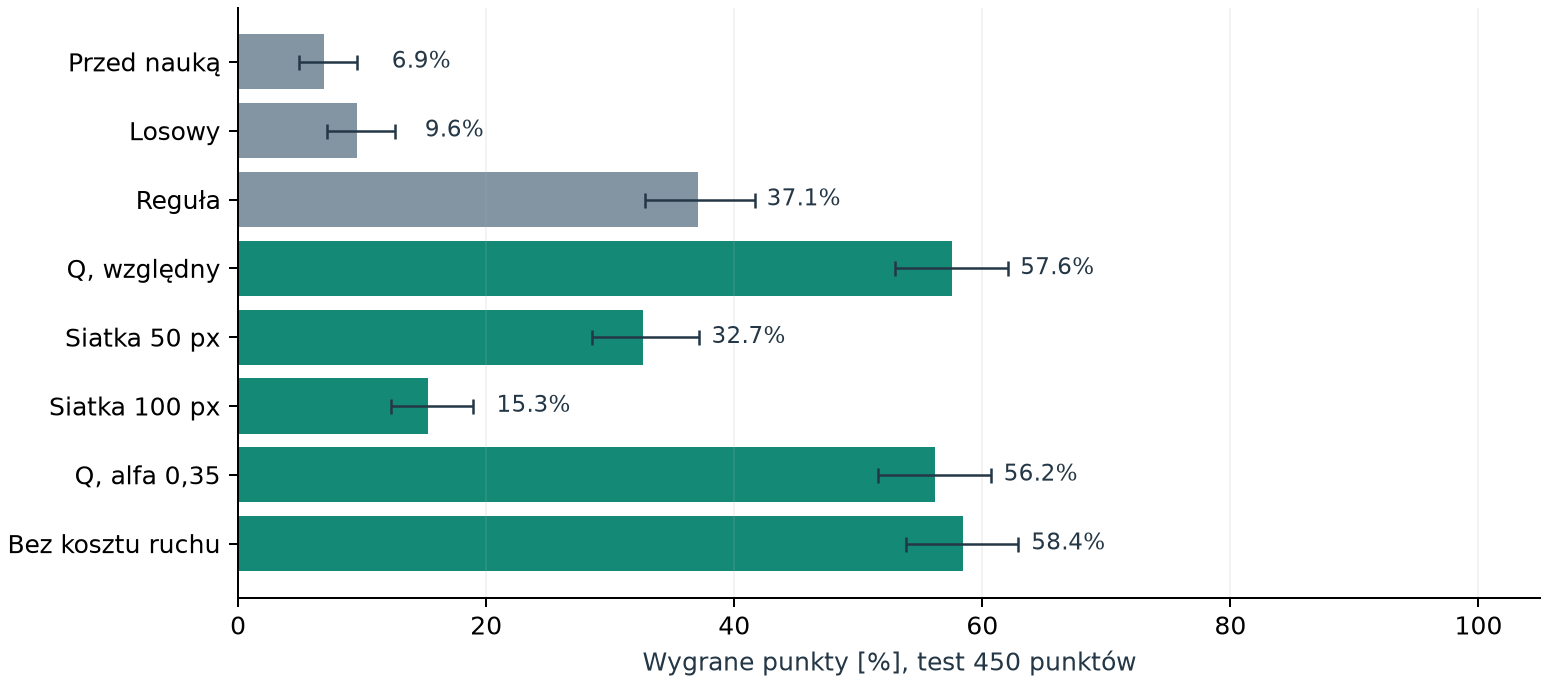 Przed nauką 6.9%
Losowy 9.6%
Reguła 37.1%
Q, względny 57.6%
Siatka 50 px 32.7%
Siatka 100 px 15.3%
Q, alfa 0,35 56.2%
Bez kosztu ruchu 58.4%
0 20 40 60 80 100
Wygrane punkty [%], test 450 punktów